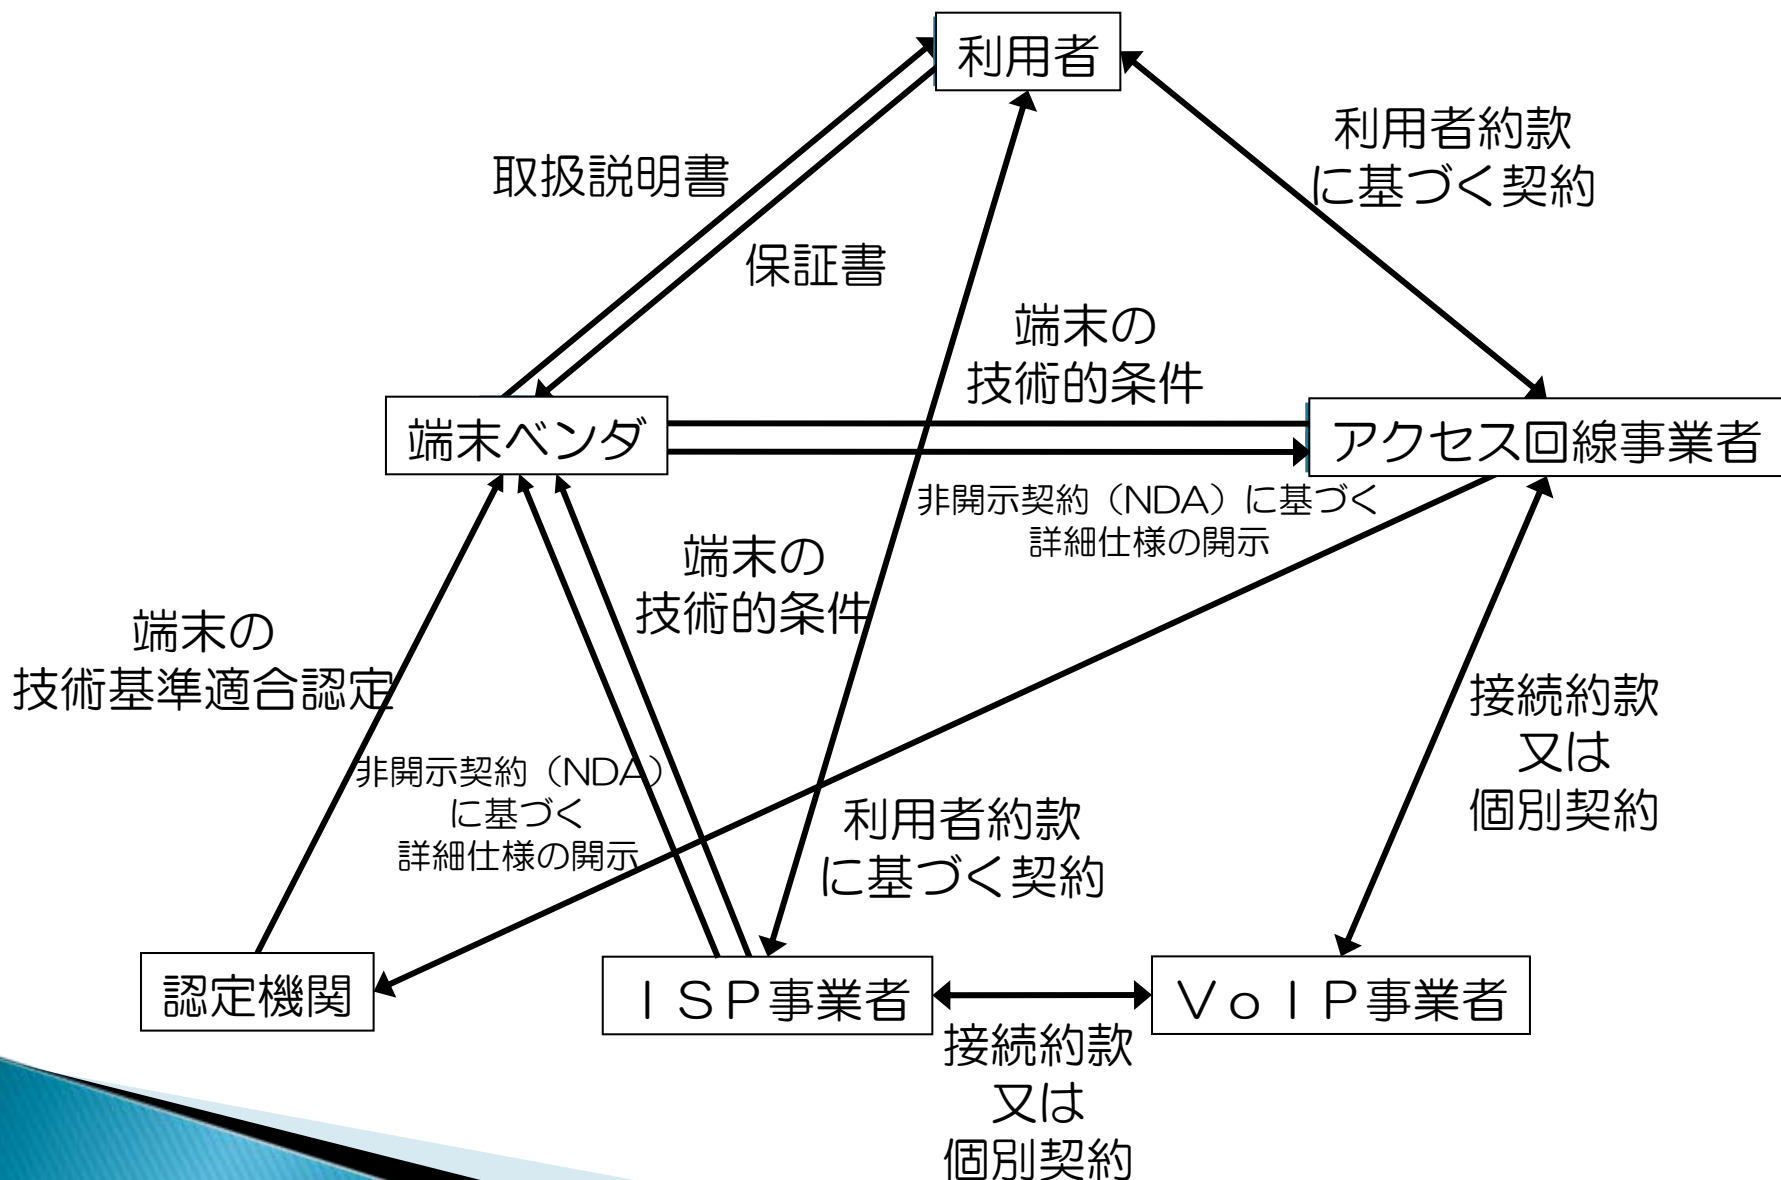 利用者
利用者約款
に基づく契約
取扱説明書
保証書
端末の
技術的条件
端末ベンダ
アクセス回線事業者
非開示契約（NDA）に基づく
詳細仕様の開示
端末の
技術的条件
端末の
技術基準適合認定
接続約款
又は
個別契約
非開示契約（NDA）
に基づく
詳細仕様の開示
利用者約款
に基づく契約
認定機関
ＩＳＰ事業者
ＶｏＩＰ事業者
接続約款
又は
個別契約